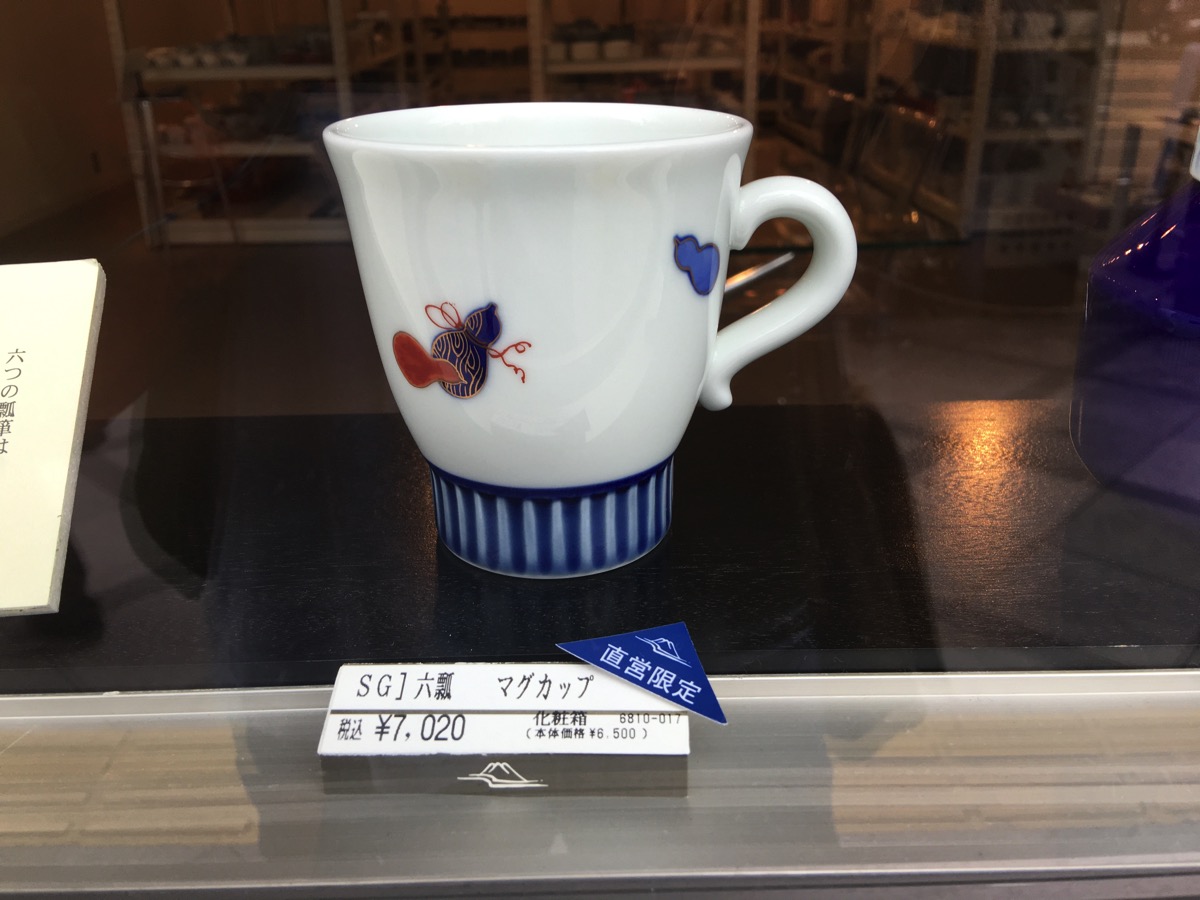 六つの瓢箪は
直営限定
SG]六瓢 マグカップ
税込 ¥7,020 化粧箱 6810-017
(本体価格¥6.500)